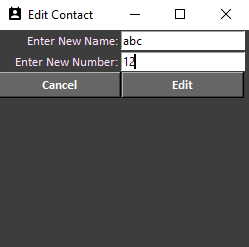 Edit Contact
Enter New Name: abc
Enter New Number: 12
Cancel Edit